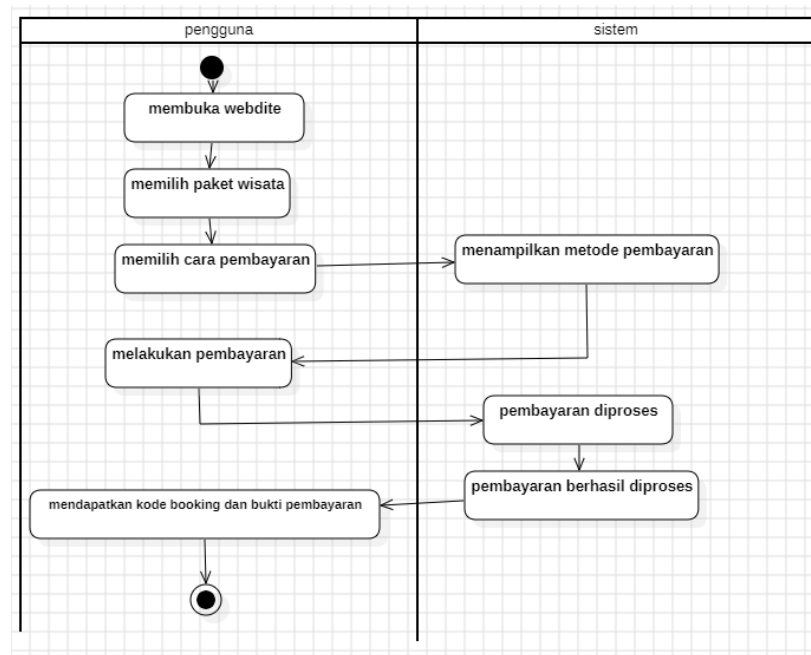 pengguna
sistem
membuka webdite
memilih paket wisata
memilih cara pembayaran
menampilkan metode pembayaran
melakukan pembayaran
pembayaran diproses
pembayaran berhasil diproses
mendapatkan kode booking dan bukti pembayaran